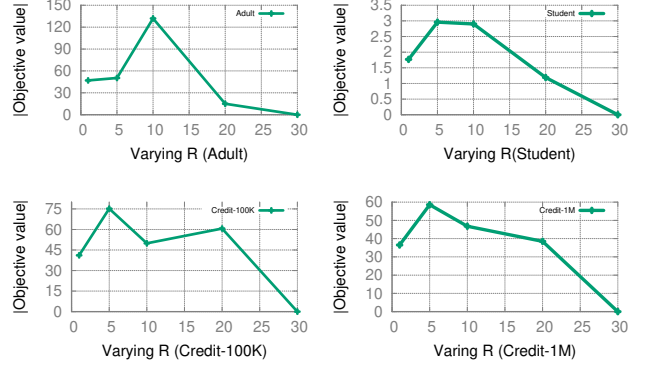 150
120
90
60
30
0
|Objective value|
Adult
0 5 10 15 20 25 30
Varying R (Adult)
3.5
3
2.5
2
1.5
1
0.5
0
|Objective value|
Student
0 5 10 15 20 25 30
Varying R(Student)
75
60
45
30
15
0
|Objective value|
Credit-100K
0 5 10 15 20 25 30
Varying R (Credit-100K)
60
50
40
30
20
10
0
|Objective value|
Credit-1M
0 5 10 15 20 25 30
Varing R (Credit-1M)